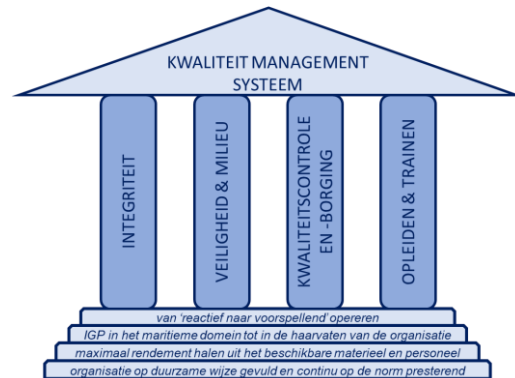 KWALITEIT MANAGEMENT
SYSTEEM
INTEGRITEIT
VEILIGHEID & MILIEU
KWALITEITSCONTROLE
EN -BORGING
OPLEIDEN & TRAINEN
van 'reactief naar voorspellend' opereren
IGP in het maritieme domein tot in de haarvaten van de organisatie
maximaal rendement halen uit het beschikbare materieel en personeel
organisatie op duurzame wijze gevuld en continu op de norm presterend